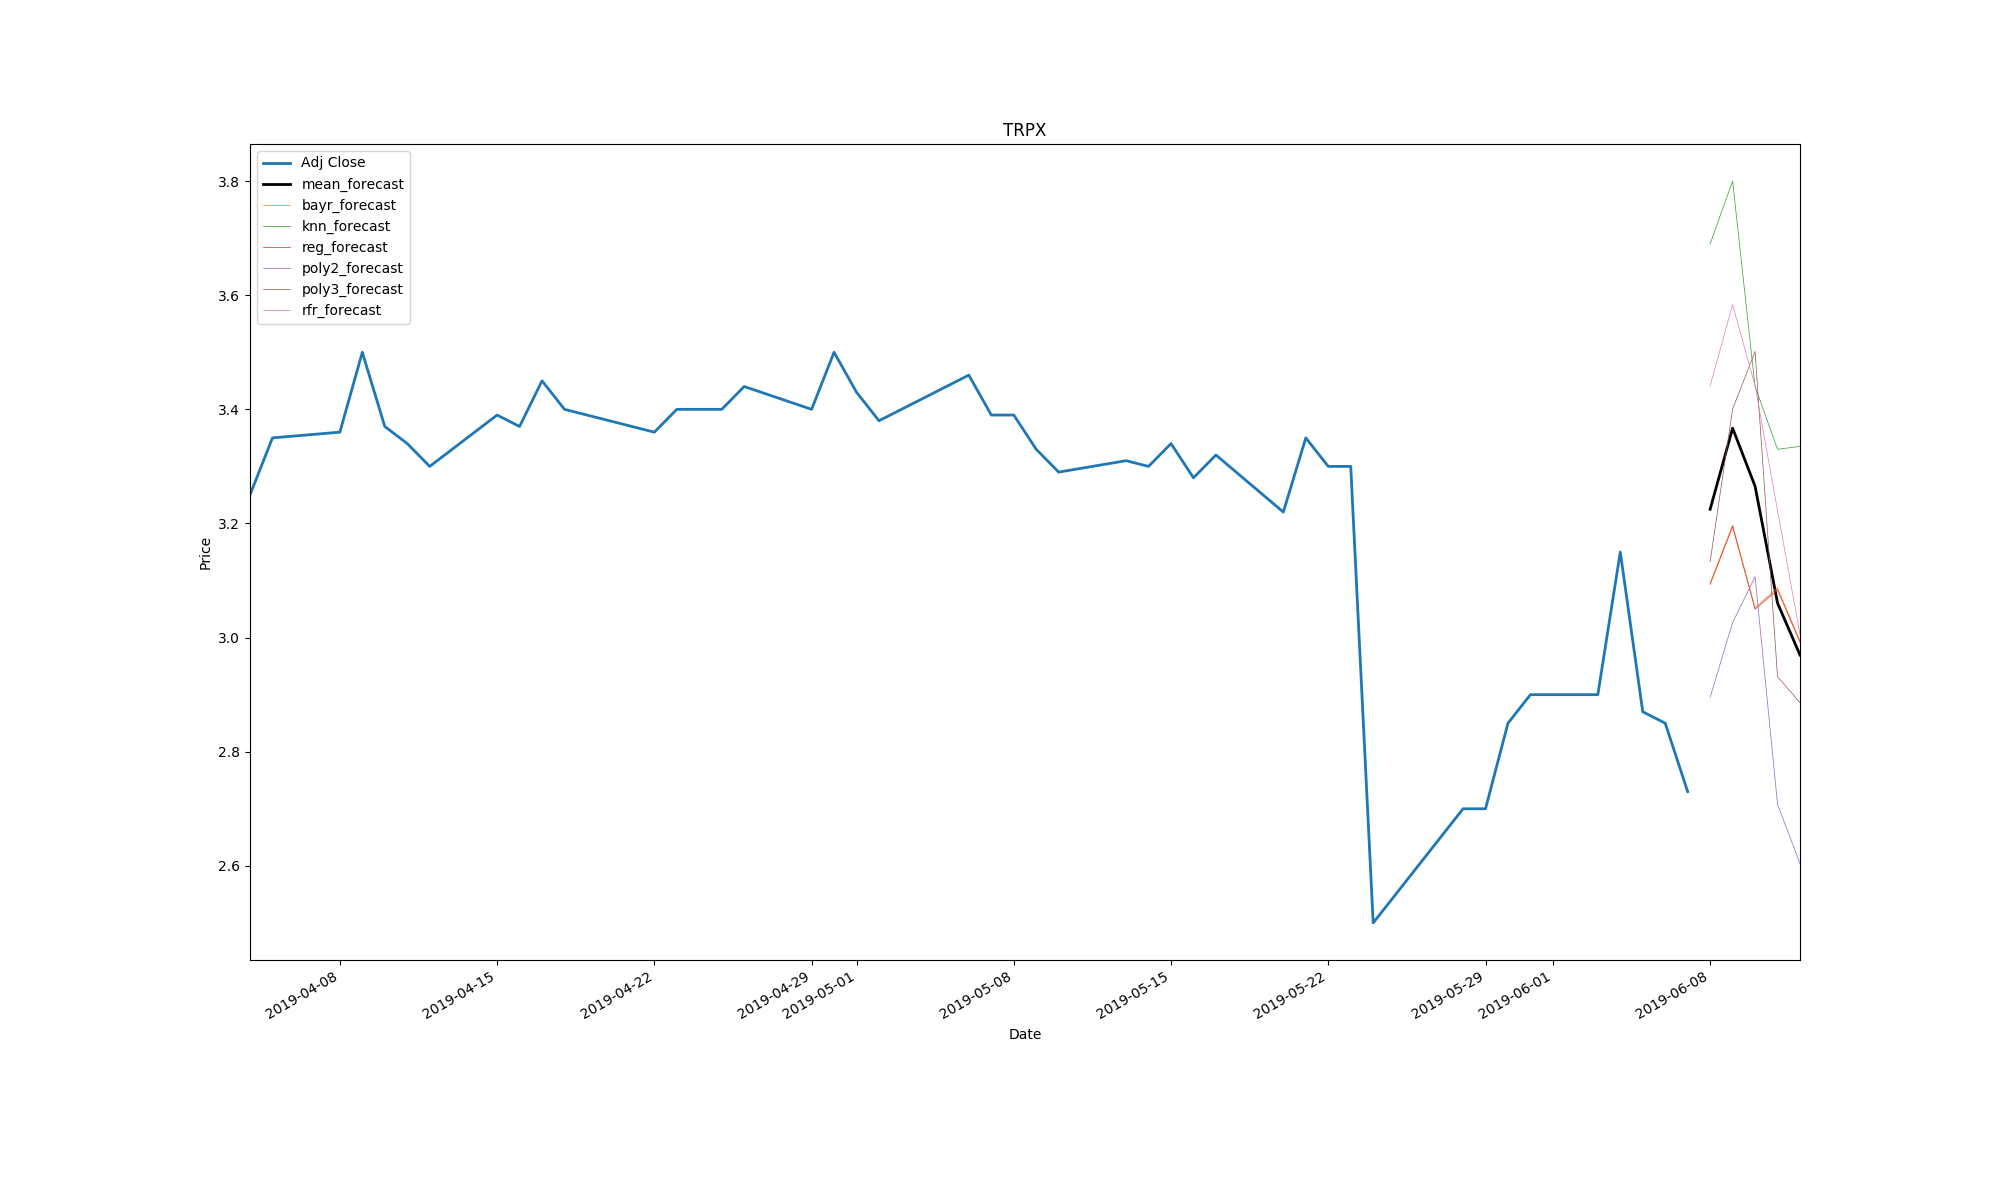 TRPX
Adj Close
mean_forecast
bayr_forecast
knn_forecast
reg_forecast
poly2_forecast
poly3_forecast
rfr_forecast
3.8
3.6
3.4
3.2
3.0
2.8
2.6
Price
2019-04-08
2019-04-15
2019-04-22
2019-04-29
2019-05-01
2019-05-08
2019-05-15
2019-05-22
2019-05-29
2019-06-01
2019-06-08
Date